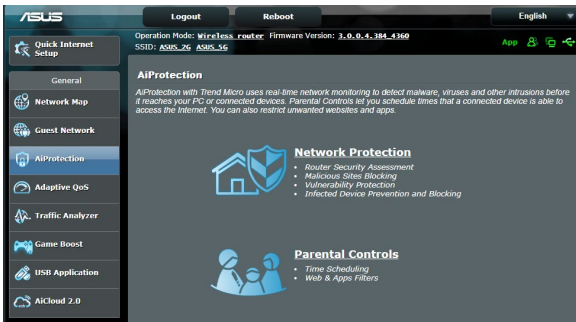 ASUS
Logout
Reboot
English
Quick Internet
Setup
Operation Mode: Wireless router Firmware Version: 3.0.0.4.384_4360
SSID: ASUS_2G ASUS_5G
App
General
Network Map
Guest Network
AiProtection
Adaptive QoS
Traffic Analyzer
Game Boost
USB Application
AiCloud 2.0
AiProtection
AiProtection with Trend Micro uses real-time network monitoring to detect malware, viruses and other intrusions before
it reaches your PC or connected devices. Parental Controls let you schedule times that a connected device is able to
access the Internet. You can also restrict unwanted websites and apps.
Network Protection
• Router Security Assessment
• Malicious Sites Blocking
• Vulnerability Protection
• Infected Device Prevention and Blocking
Parental Controls
• Time Scheduling
• Web & Apps Filters